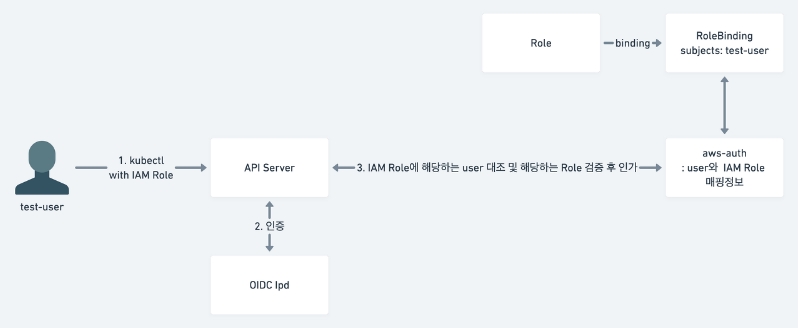 Role
binding
RoleBinding
subjects: test-user
1. kubectl
with IAM Role
API Server
3. IAM Role에 해당하는 user 대조 및 해당하는 Role 검증 후 인가
aws-auth
: user와 IAM Role
매핑정보
test-user
2. 인증
OIDC Ipd